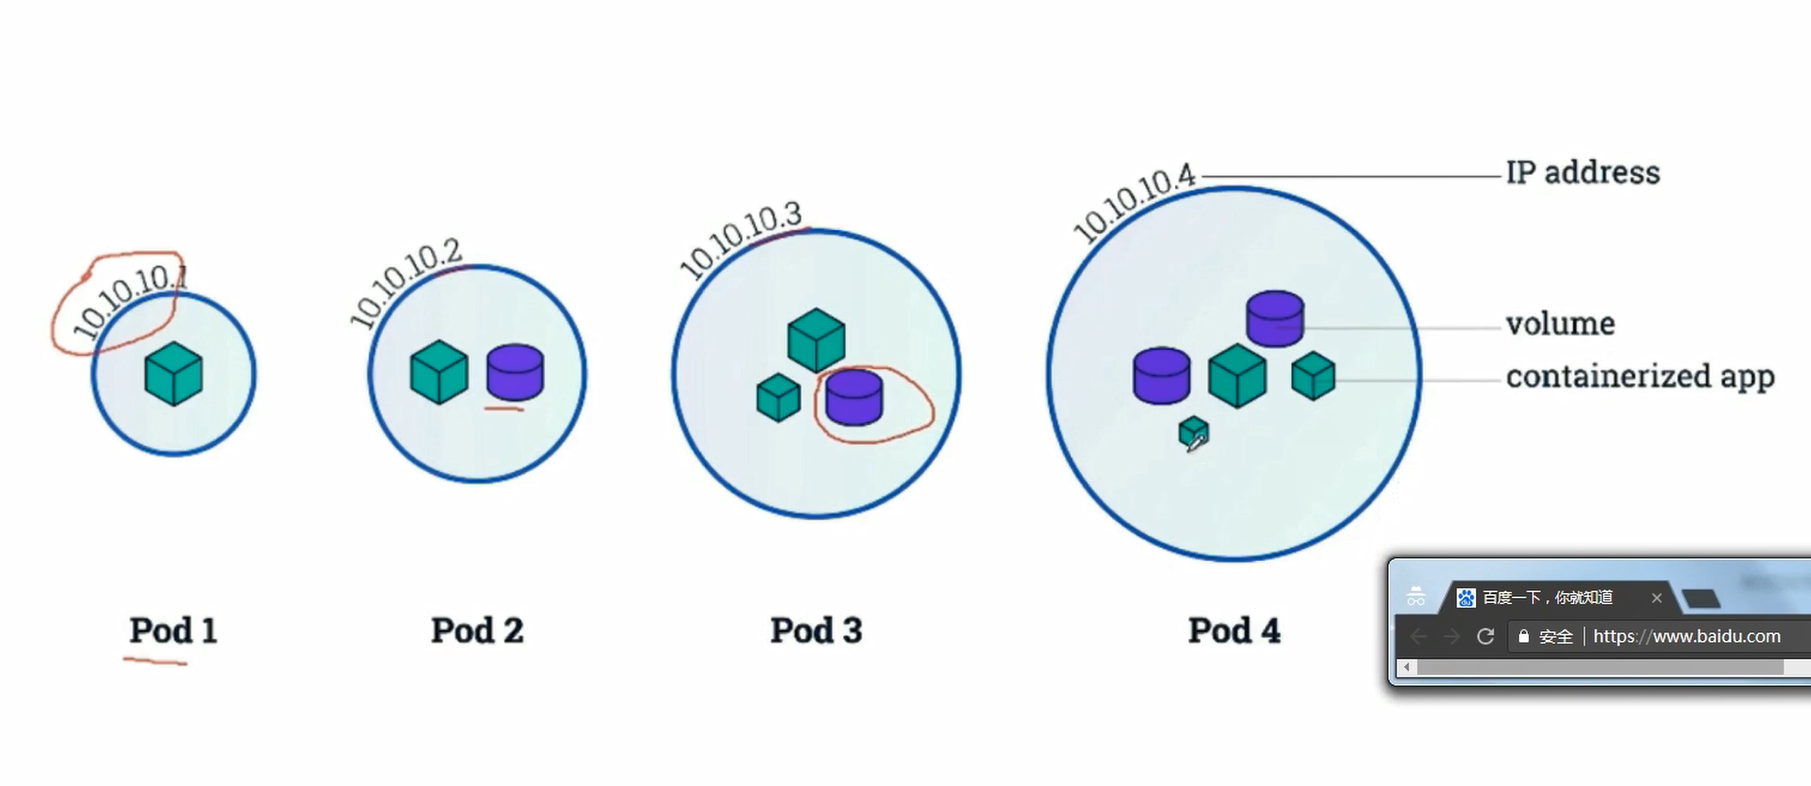 10.10.10.1
10.10.10.2
10.10.10.3
10.10.10.4
IP address
volume
containerized app
Pod 1
Pod 2
Pod 3
Pod 4
百度一下，你就知道
安全
https://www.baidu.com